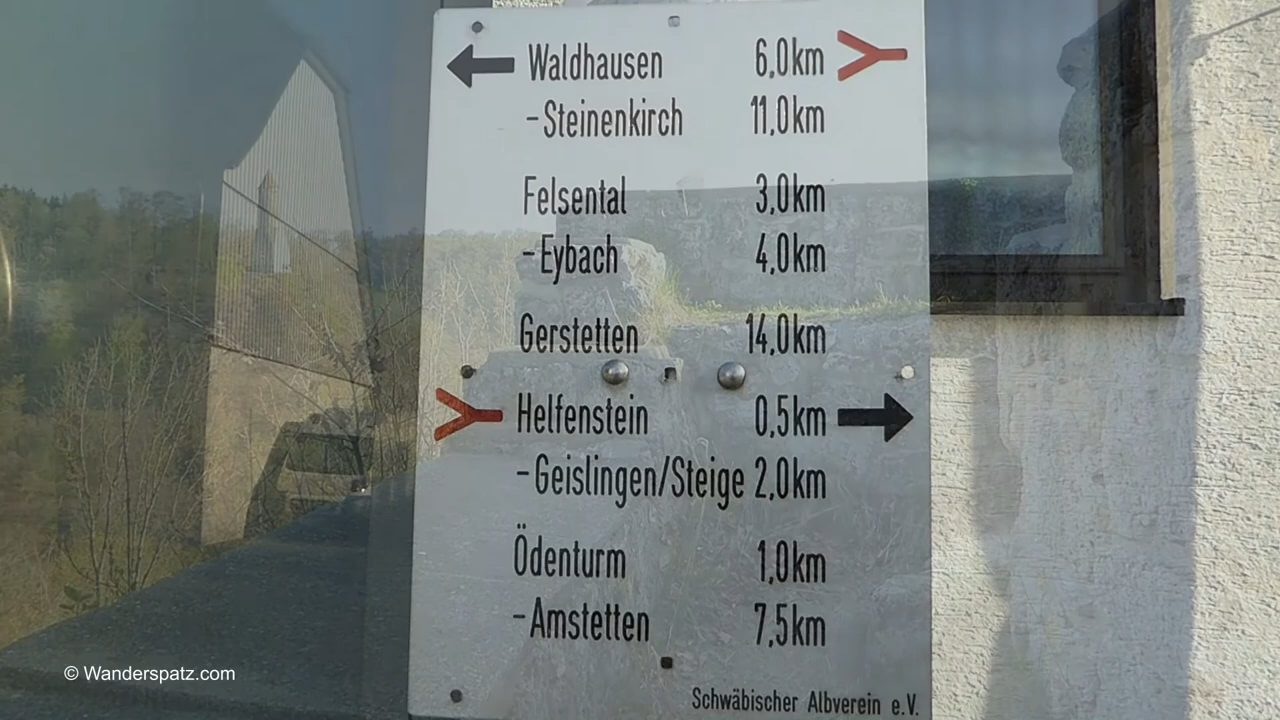 Waldhausen 6,0km
-Steinenkirch 11,0km
Felsental 3,0km
-Eybach 4,0km
Gerstetten 14,0km
Helfenstein 0,5km
-Geislingen/Steige 2,0km
Ödenturm 1,0km
-Amstetten 7,5km
Schwäbischer Albverein e.V.
© Wanderspatz.com